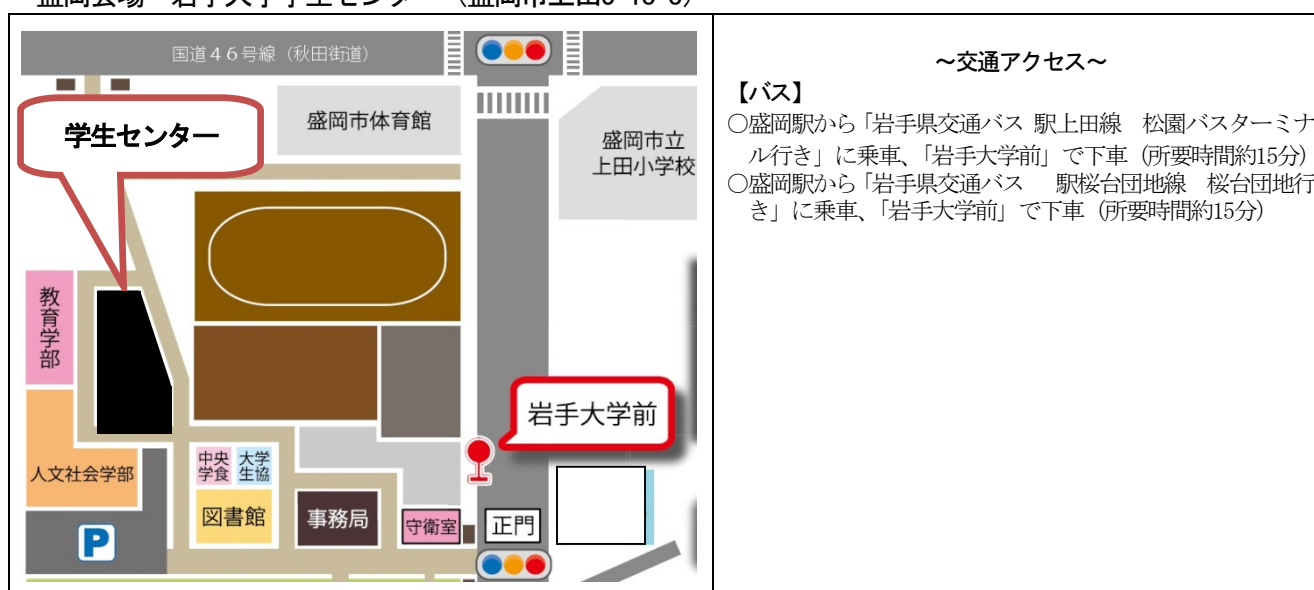 国道４６号線（秋田街道）
学生センター
盛岡市体育館
盛岡市立
上田小学校
教育学部
人文社会学部
中央
学食
大学
生協
図書館
事務局
守衛室
正門
岩手大学前
P
～交通アクセス～
【バス】
○盛岡駅から「岩手県交通バス 駅上田線　松園バスターミナ
ル行き」に乗車、「岩手大学前」で下車（所要時間約15分）
○盛岡駅から「岩手県交通バス　駅桜台団地線　桜台団地行
き」に乗車、「岩手大学前」で下車（所要時間約15分）